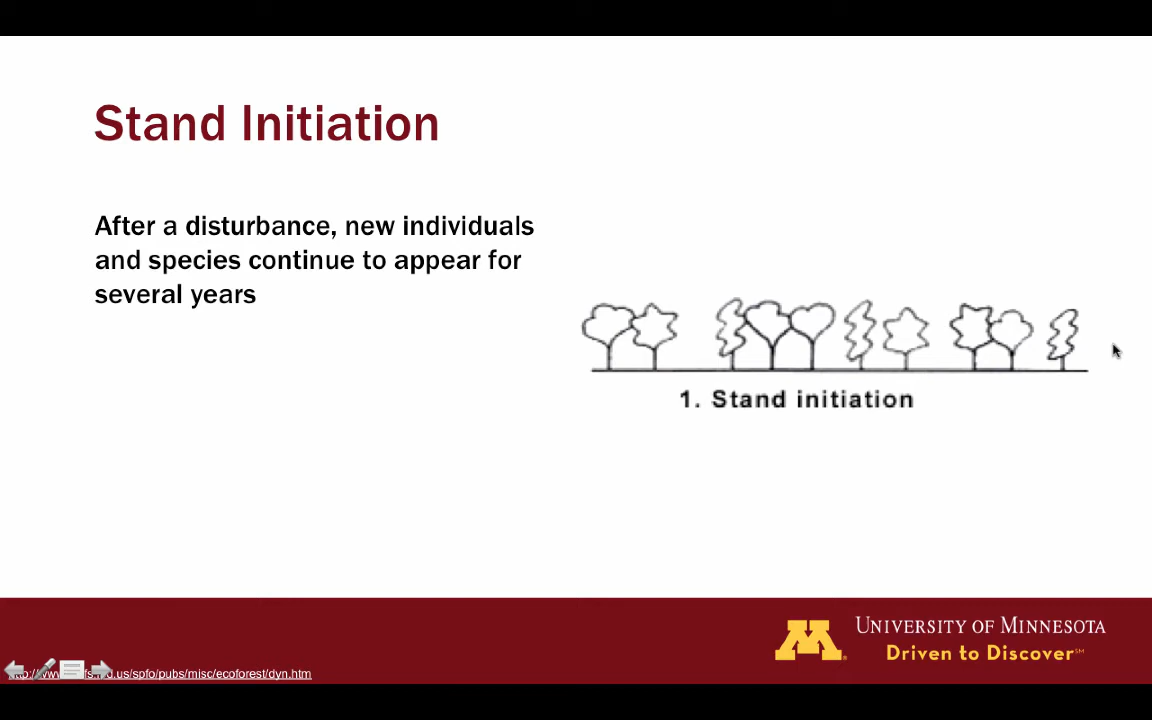 Stand Initiation
After a disturbance, new individuals
and species continue to appear for
several years
1. Stand initiation
UNIVERSITY OF MINNESOTA
Driven to Discover℠
.us/spfo/pubs/misc/ecoforest/dyn.htm